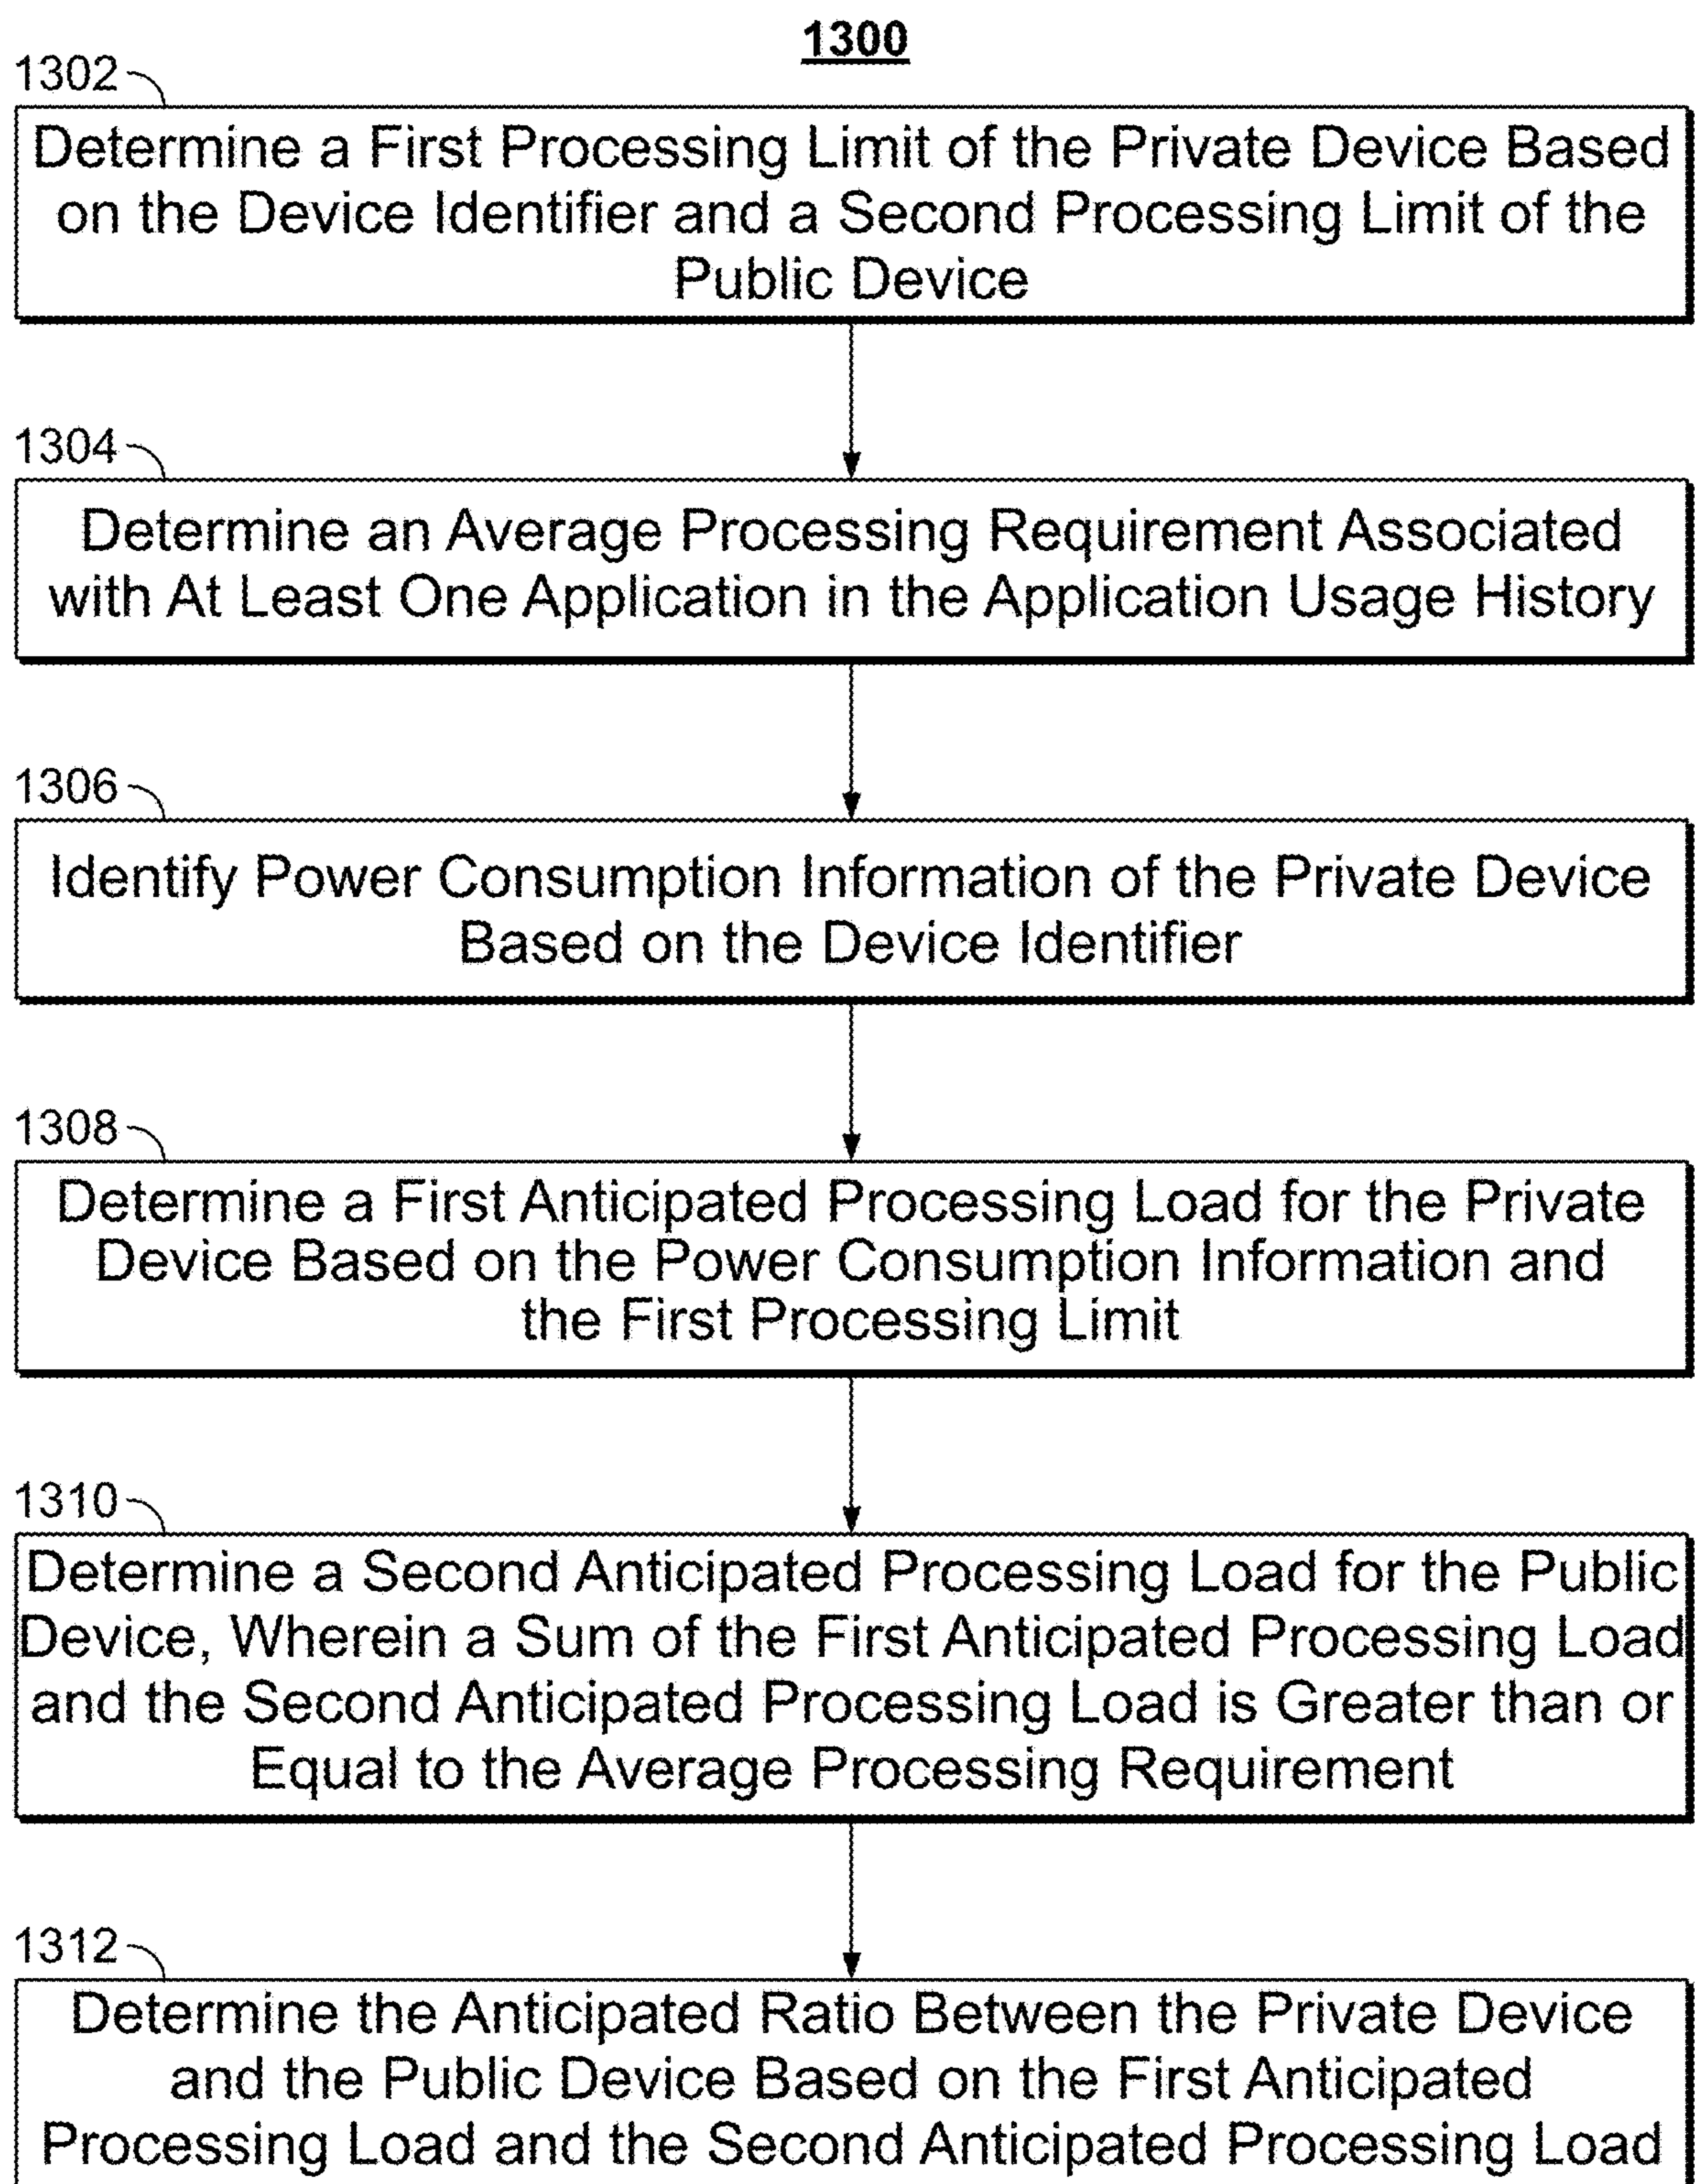 1300
1302
Determine a First Processing Limit of the Private Device Based
on the Device Identifier and a Second Processing Limit of the
Public Device
1304
Determine an Average Processing Requirement Associated
with At Least One Application in the Application Usage History
1306
Identify Power Consumption Information of the Private Device
Based on the Device Identifier
1308
Determine a First Anticipated Processing Load for the Private
Device Based on the Power Consumption Information and
the First Processing Limit
1310
Determine a Second Anticipated Processing Load for the Public
Device, Wherein a Sum of the First Anticipated Processing Load
and the Second Anticipated Processing Load is Greater than or
Equal to the Average Processing Requirement
1312
Determine the Anticipated Ratio Between the Private Device
and the Public Device Based on the First Anticipated
Processing Load and the Second Anticipated Processing Load